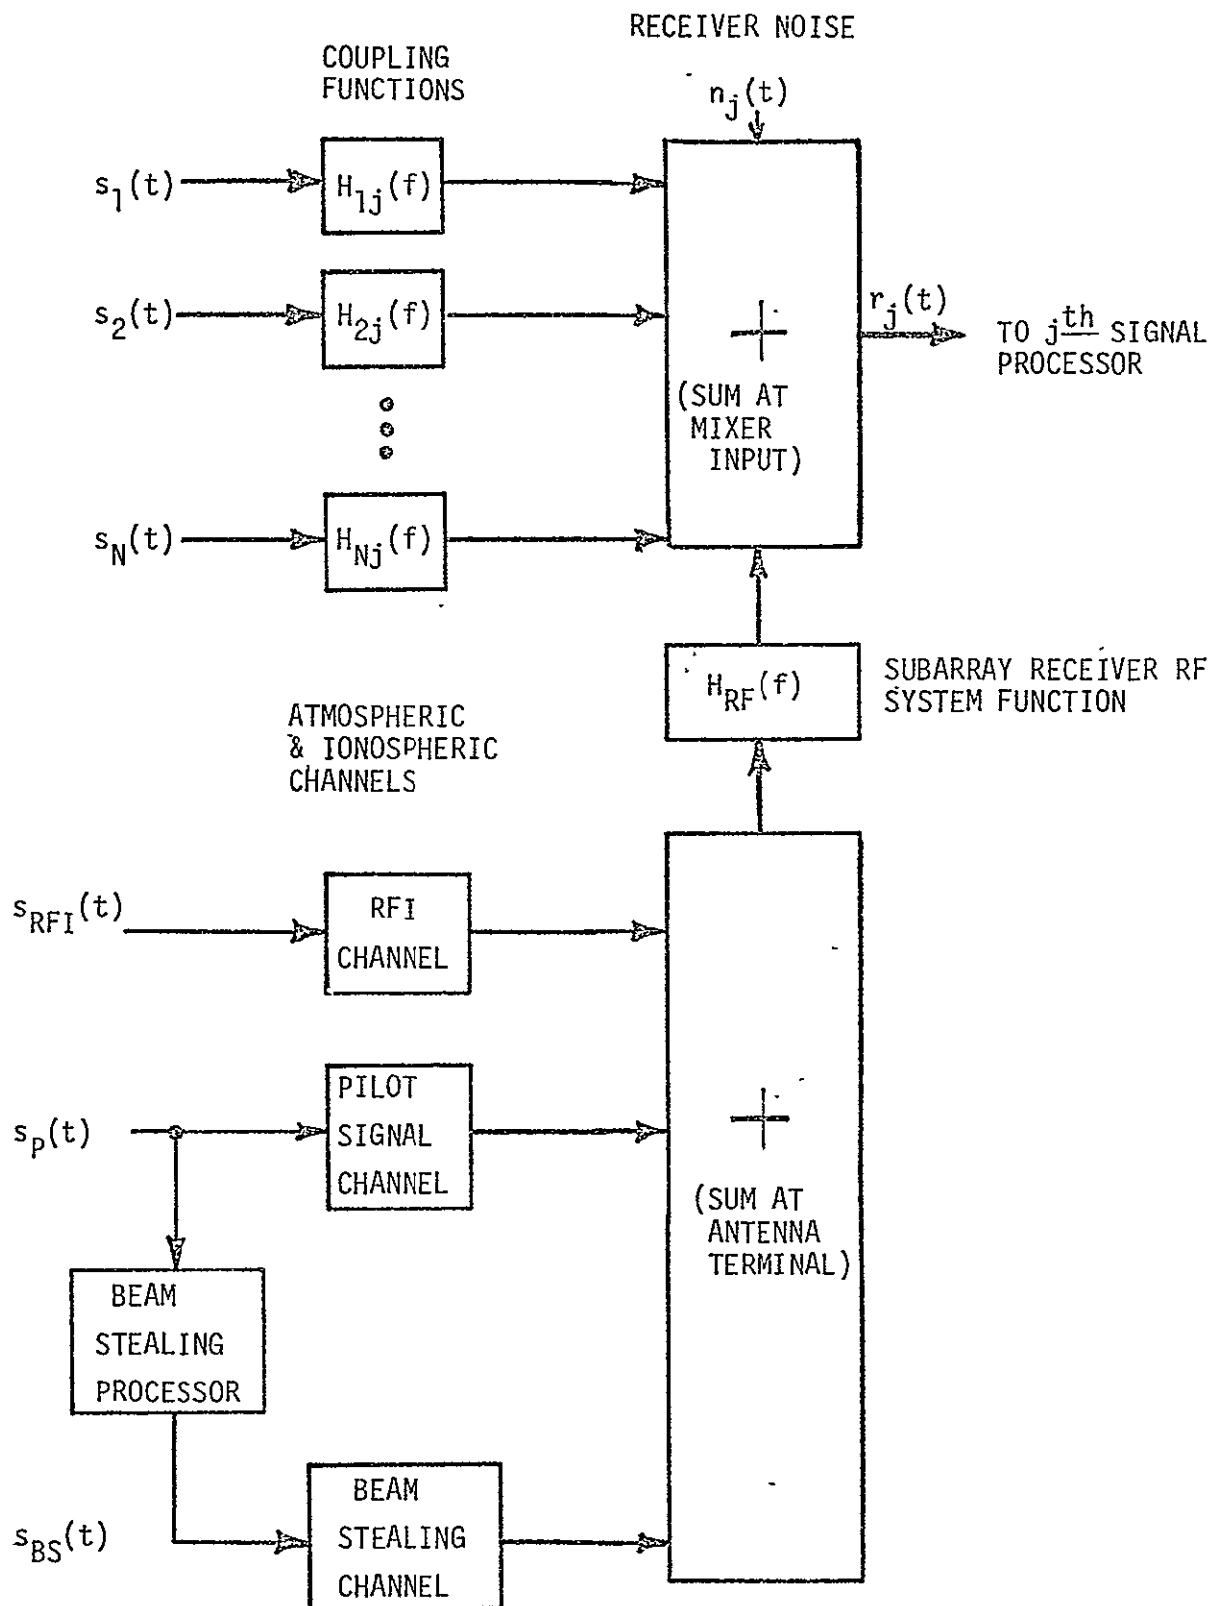 RECEIVER NOISE
COUPLING
FUNCTIONS
n_j(t)
s_1(t)
H_1j(f)
s_2(t)
H_2j(f)
r_j(t)
TO jth SIGNAL
PROCESSOR
+
(SUM AT
MIXER
INPUT)
s_N(t)
H_Nj(f)
H_RF(f)
SUBARRAY RECEIVER RF
SYSTEM FUNCTION
ATMOSPHERIC
& IONOSPHERIC
CHANNELS
s_RFI(t)
RFI
CHANNEL
s_P(t)
PILOT
SIGNAL
CHANNEL
+
(SUM AT
ANTENNA
TERMINAL)
BEAM
STEALING
PROCESSOR
s_BS(t)
BEAM
STEALING
CHANNEL